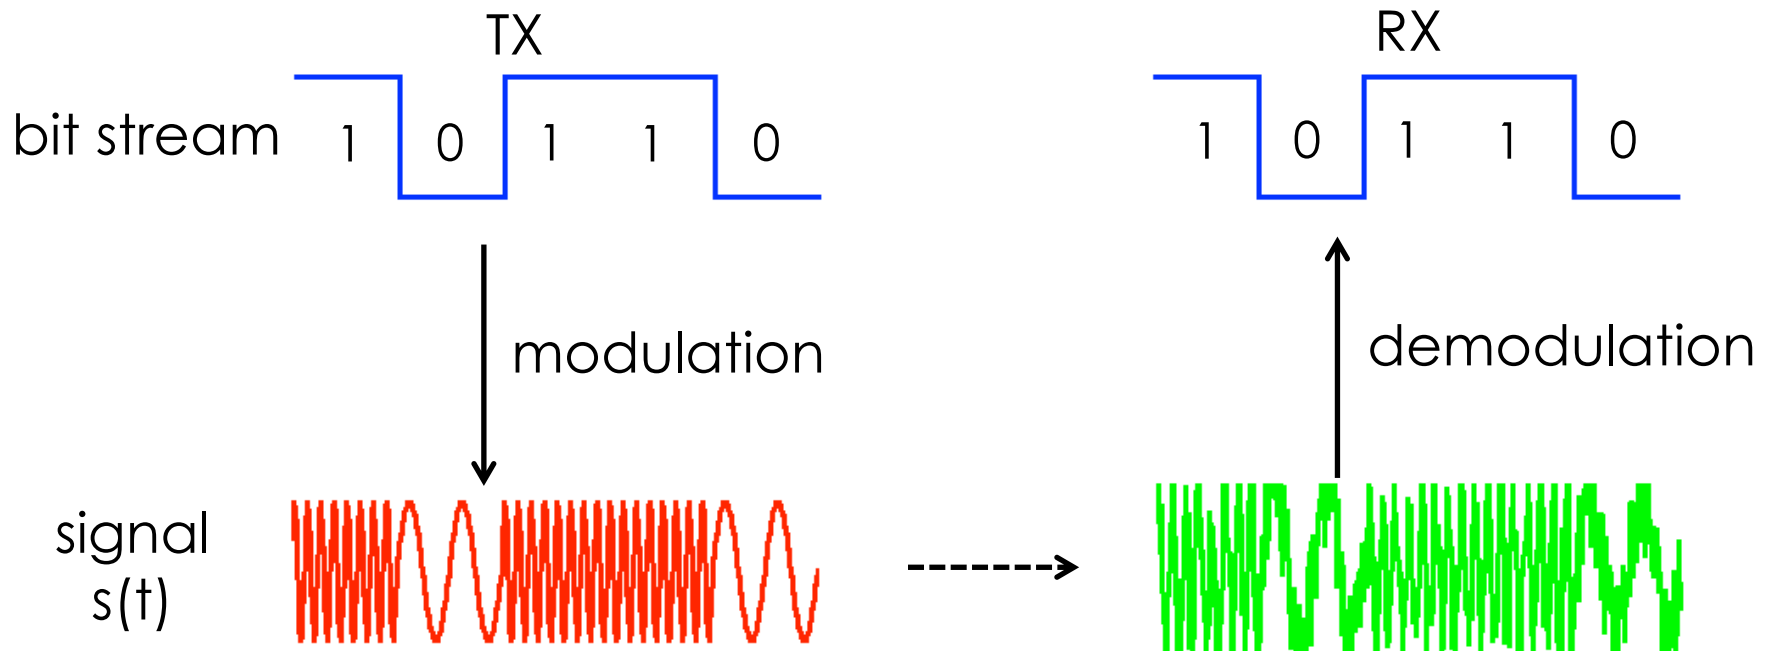 TX
RX
bit stream
1 0 1 1 0
1 0 1 1 0
modulation
demodulation
signal
s(t)